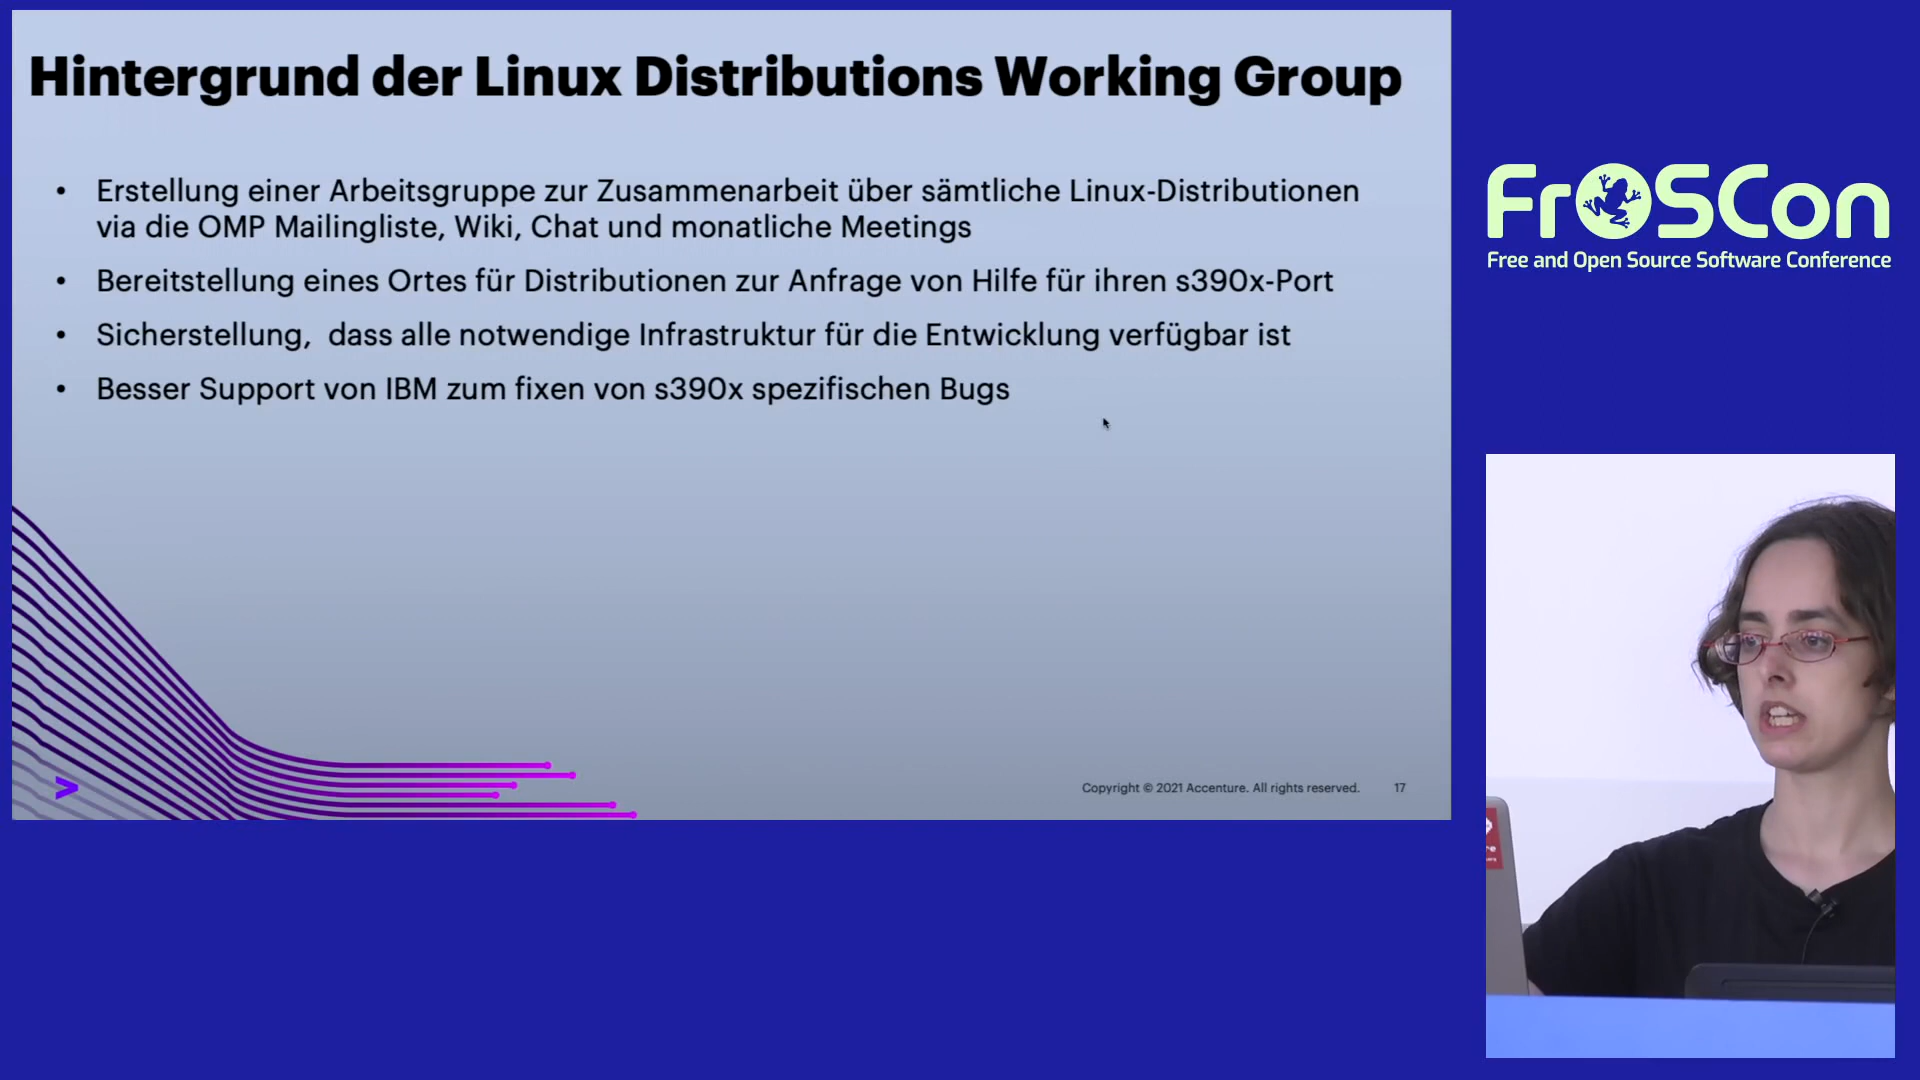 Hintergrund der Linux Distributions Working Group
• Erstellung einer Arbeitsgruppe zur Zusammenarbeit über sämtliche Linux-Distributionen
via die OMP Mailingliste, Wiki, Chat und monatliche Meetings
• Bereitstellung eines Ortes für Distributionen zur Anfrage von Hilfe für ihren s390x-Port
• Sicherstellung,  dass alle notwendige Infrastruktur für die Entwicklung verfügbar ist
• Besser Support von IBM zum fixen von s390x spezifischen Bugs
>
Copyright © 2021 Accenture. All rights reserved. 17
FrOSCon
Free and Open Source Software Conference